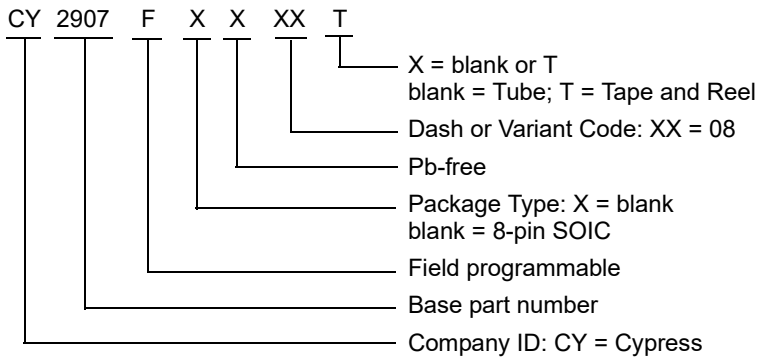 CY 2907 F X X XX T
X = blank or T
blank = Tube; T = Tape and Reel
Dash or Variant Code: XX = 08
Pb-free
Package Type: X = blank
blank = 8-pin SOIC
Field programmable
Base part number
Company ID: CY = Cypress